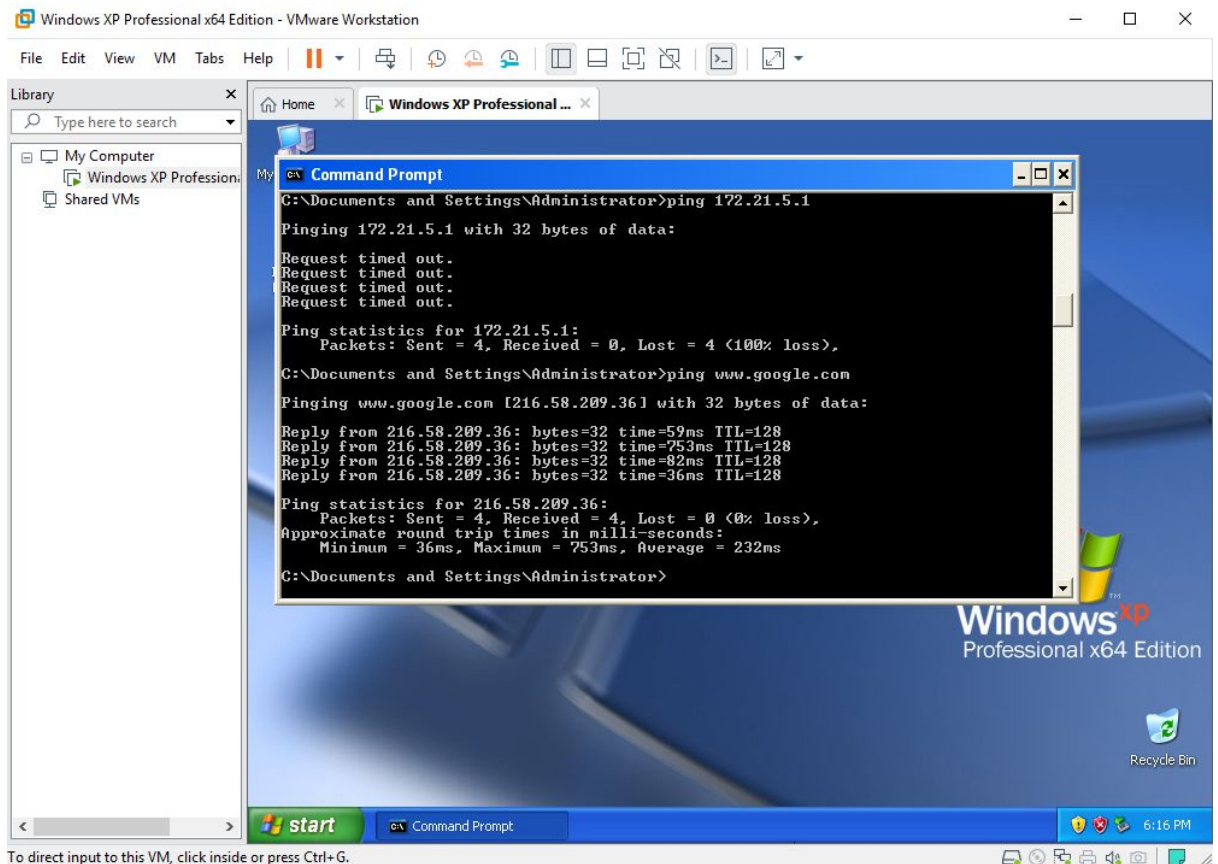 Windows XP Professional x64 Edition - VMware Workstation
File Edit View VM Tabs Help
Library
Type here to search
My Computer
Windows XP Profession
Shared VMs
Home
Windows XP Professional ...
My
Command Prompt
C:\Documents and Settings\Administrator>ping 172.21.5.1
Pinging 172.21.5.1 with 32 bytes of data:
Request timed out.
Request timed out.
Request timed out.
Request timed out.
Ping statistics for 172.21.5.1:
Packets: Sent = 4, Received = 0, Lost = 4 (100% loss),
C:\Documents and Settings\Administrator>ping www.google.com
Pinging www.google.com [216.58.209.36] with 32 bytes of data:
Reply from 216.58.209.36: bytes=32 time=59ms TTL=128
Reply from 216.58.209.36: bytes=32 time=753ms TTL=128
Reply from 216.58.209.36: bytes=32 time=82ms TTL=128
Reply from 216.58.209.36: bytes=32 time=36ms TTL=128
Ping statistics for 216.58.209.36:
Packets: Sent = 4, Received = 4, Lost = 0 (0% loss),
Approximate round trip times in milli-seconds:
Minimum = 36ms, Maximum = 753ms, Average = 232ms
C:\Documents and Settings\Administrator>
Windows xp
Professional x64 Edition
Recycle Bin
start
Command Prompt
6:16 PM
To direct input to this VM, click inside or press Ctrl+G.